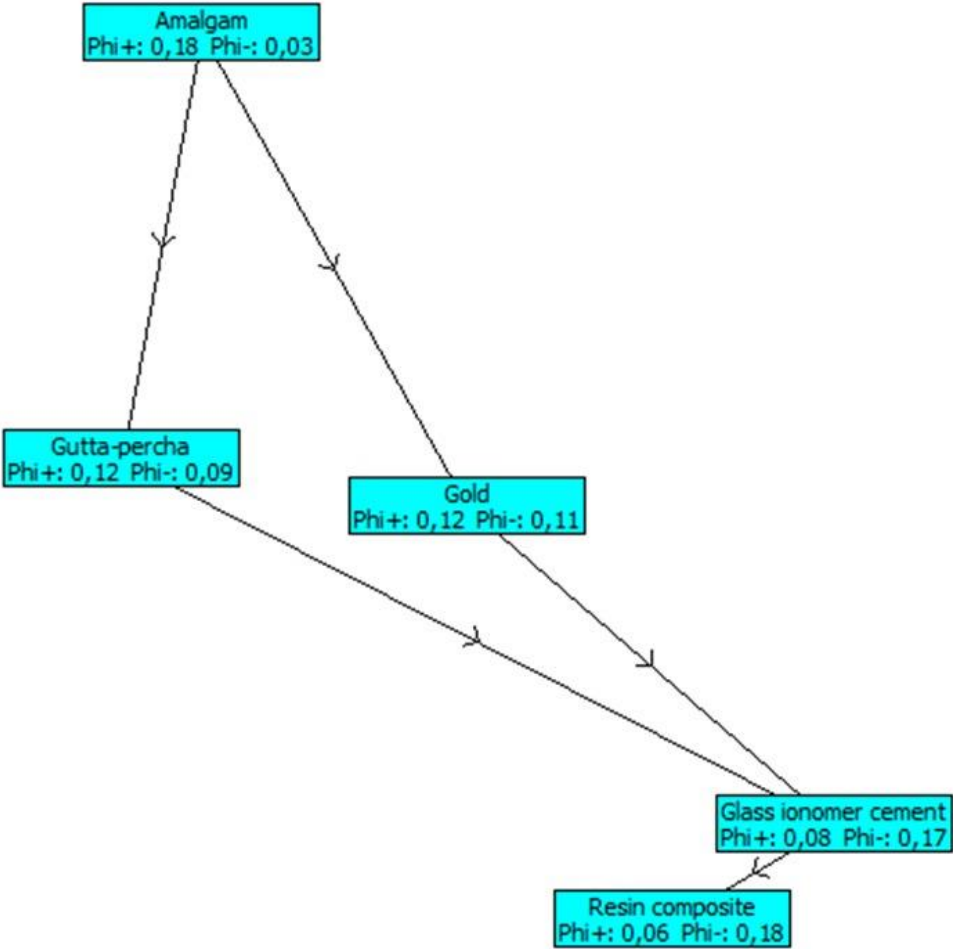 Amalgam
Phi+: 0,18 Phi-: 0,03
Gutta-percha
Phi+: 0,12 Phi-: 0,09
Gold
Phi+: 0,12 Phi-: 0,11
Glass ionomer cement
Phi+: 0,08 Phi-: 0,17
Resin composite
Phi+: 0,06 Phi-: 0,18